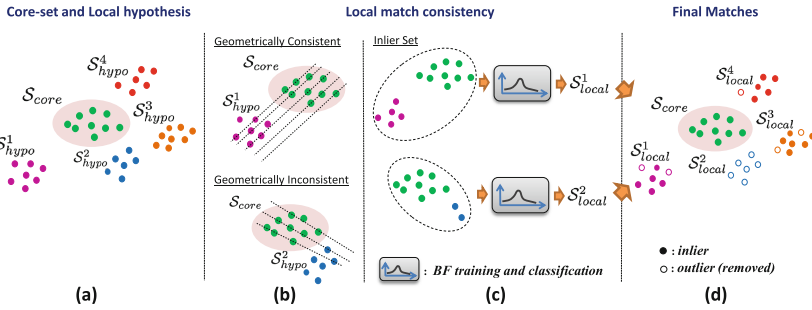 Core-set and Local hypothesis
Local match consistency
Final Matches
S^4_hypo
S_core
S^3_hypo
S^1_hypo
S^2_hypo
(a)
Geometrically Consistent
S_core
S^1_hypo
Geometrically Inconsistent
S_core
S^2_hypo
(b)
Inlier Set
S^1_local
S^2_local
: BF training and classification
(c)
S^4_local
S_core
S^3_local
S^1_local
S^2_local
: inlier
: outlier (removed)
(d)